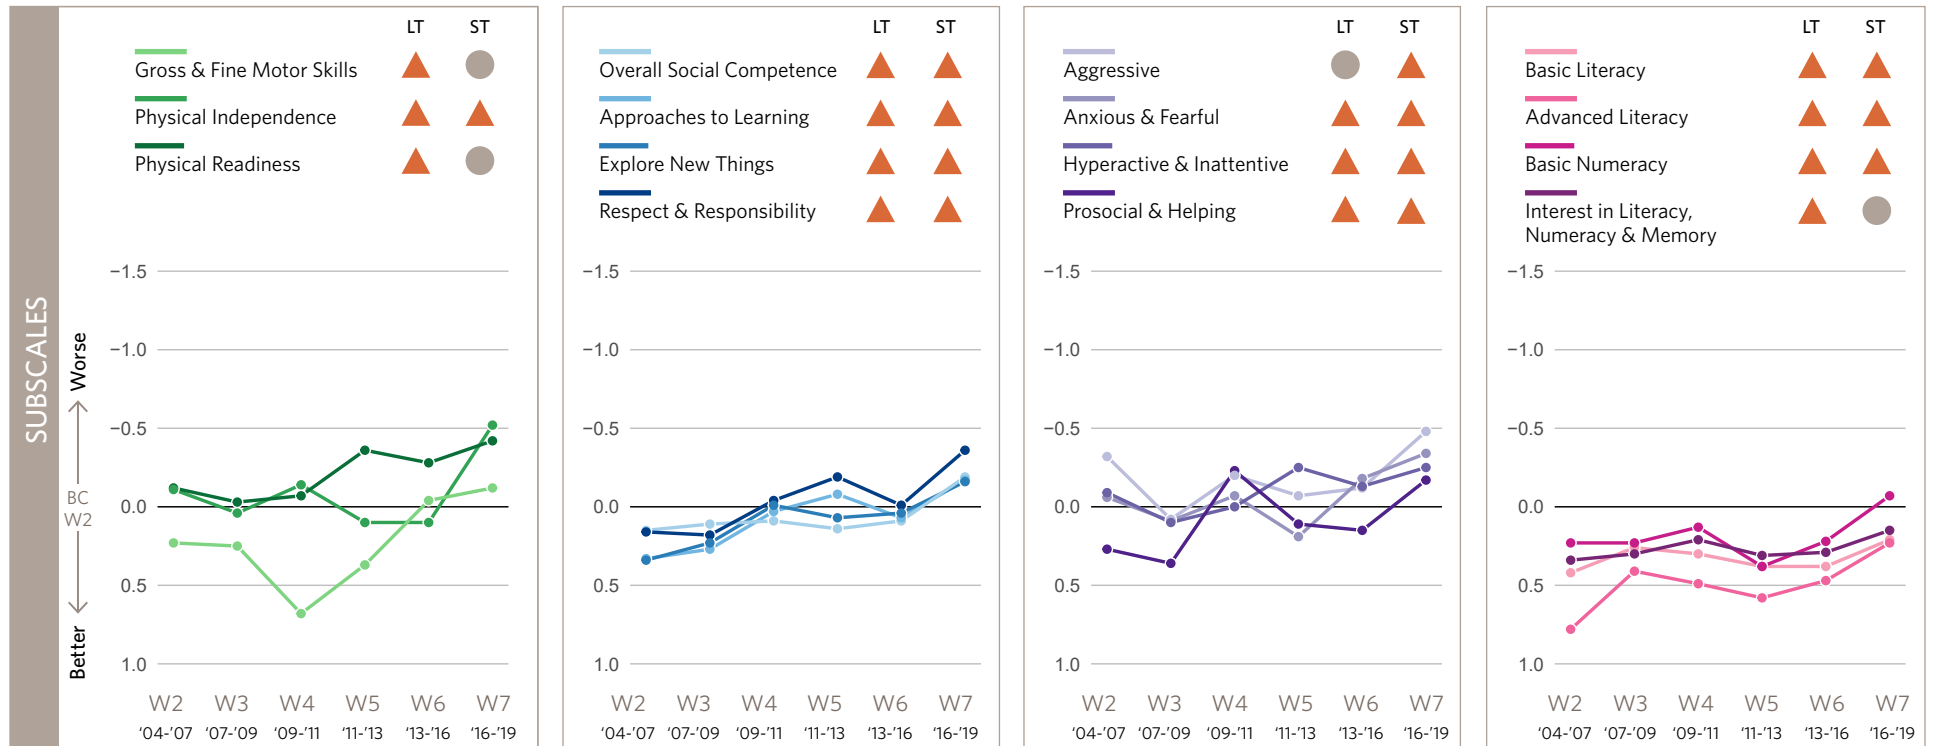 SUBSCALES
Worse
BC
W2
Better
LT ST
Gross & Fine Motor Skills
Physical Independence
Physical Readiness
−1.5
−1.0
−0.5
0.0
0.5
1.0
W2 W3 W4 W5 W6 W7
‘04-’07 ‘07-’09 ‘09-’11 ’11-’13 ‘13-’16 ‘16-’19
LT ST
Overall Social Competence
Approaches to Learning
Explore New Things
Respect & Responsibility
−1.5
−1.0
−0.5
0.0
0.5
1.0
W2 W3 W4 W5 W6 W7
‘04-’07 ‘07-’09 ‘09-’11 ’11-’13 ‘13-’16 ‘16-’19
LT ST
Aggressive
Anxious & Fearful
Hyperactive & Inattentive
Prosocial & Helping
−1.5
−1.0
−0.5
0.0
0.5
1.0
W2 W3 W4 W5 W6 W7
‘04-’07 ‘07-’09 ‘09-’11 ’11-’13 ‘13-’16 ‘16-’19
LT ST
Basic Literacy
Advanced Literacy
Basic Numeracy
Interest in Literacy,
Numeracy & Memory
−1.5
−1.0
−0.5
0.0
0.5
1.0
W2 W3 W4 W5 W6 W7
‘04-’07 ‘07-’09 ‘09-’11 ’11-’13 ‘13-’16 ‘16-’19